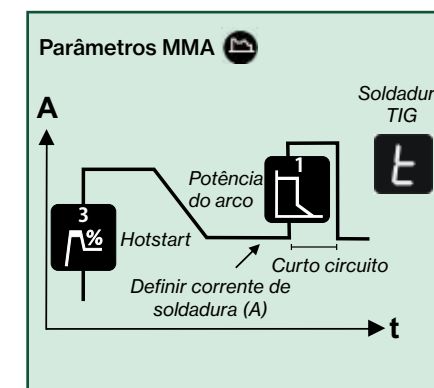 Parâmetros MMA
A
Soldadur
TIG
t
1
Potência
do arco
3
%
Hotstart
Curto circuito
Definir corrente de
soldadura (A)
t